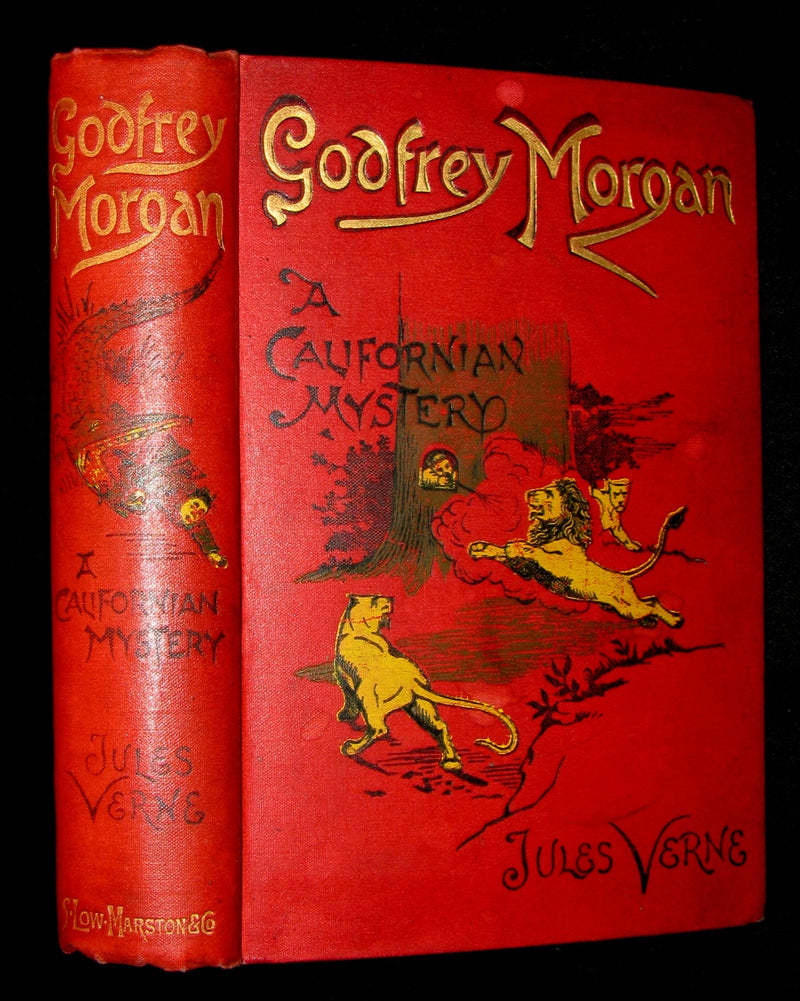 Godfrey
Morgan
A
CALIFORNIAN
MYSTERY
JULES
VERNE
S. LOW. MARSTON & Co
Godfrey Morgan
A
CALIFORNIAN
MYSTERY
JULES VERNE